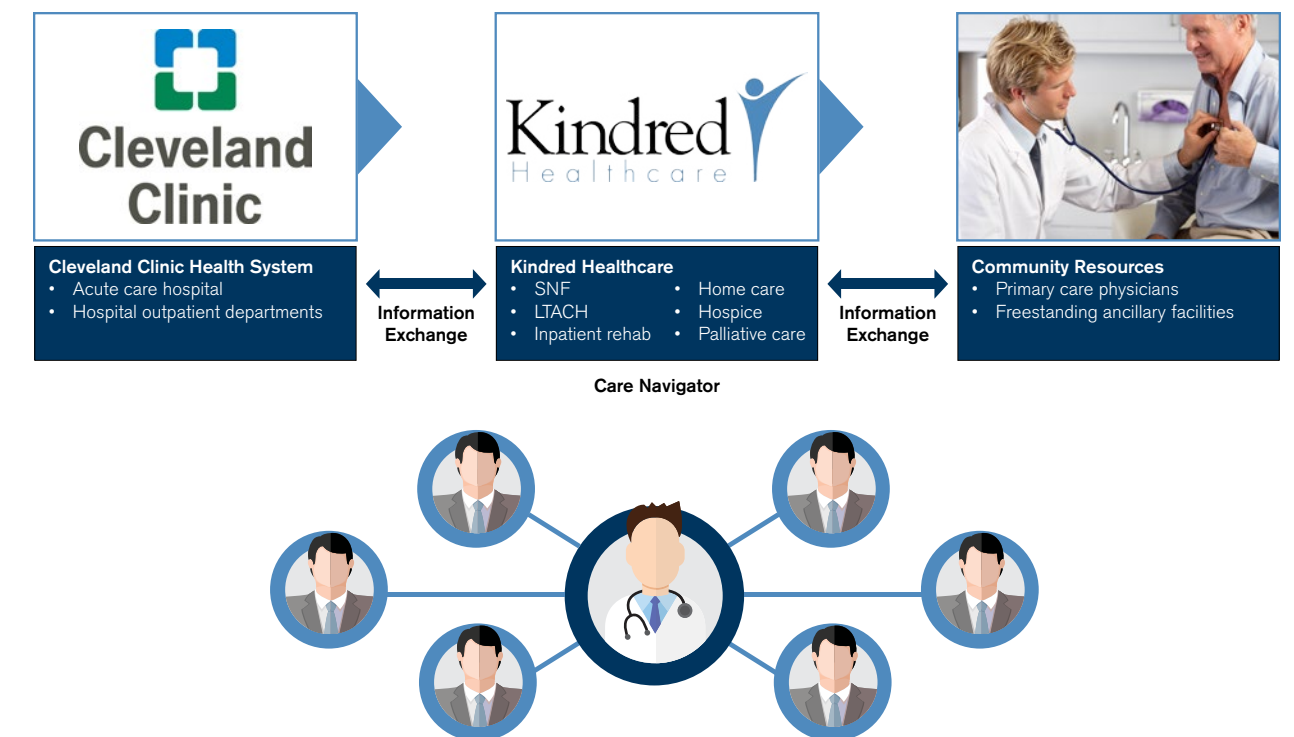 Cleveland
Clinic
Kindred
Healthcare
Cleveland Clinic Health System
• Acute care hospital
• Hospital outpatient departments
Information
Exchange
Kindred Healthcare
• SNF
• LTACH
• Inpatient rehab
• Home care
• Hospice
• Palliative care
Information
Exchange
Community Resources
• Primary care physicians
• Freestanding ancillary facilities
Care Navigator